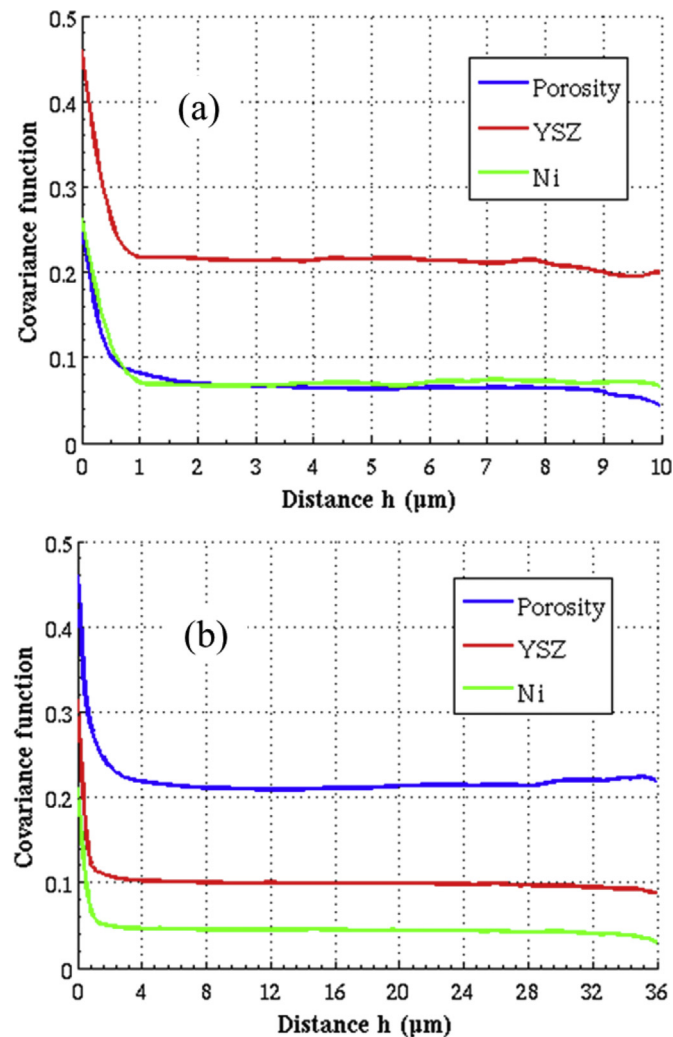 0.5
0.4
0.3
0.2
0.1
0
Covariance function
(a)
Porosity
YSZ
Ni
0 1 2 3 4 5 6 7 8 9 10
Distance h (μm)
0.5
0.4
0.3
0.2
0.1
0
Covariance function
(b)
Porosity
YSZ
Ni
0 4 8 12 16 20 24 28 32 36
Distance h (μm)